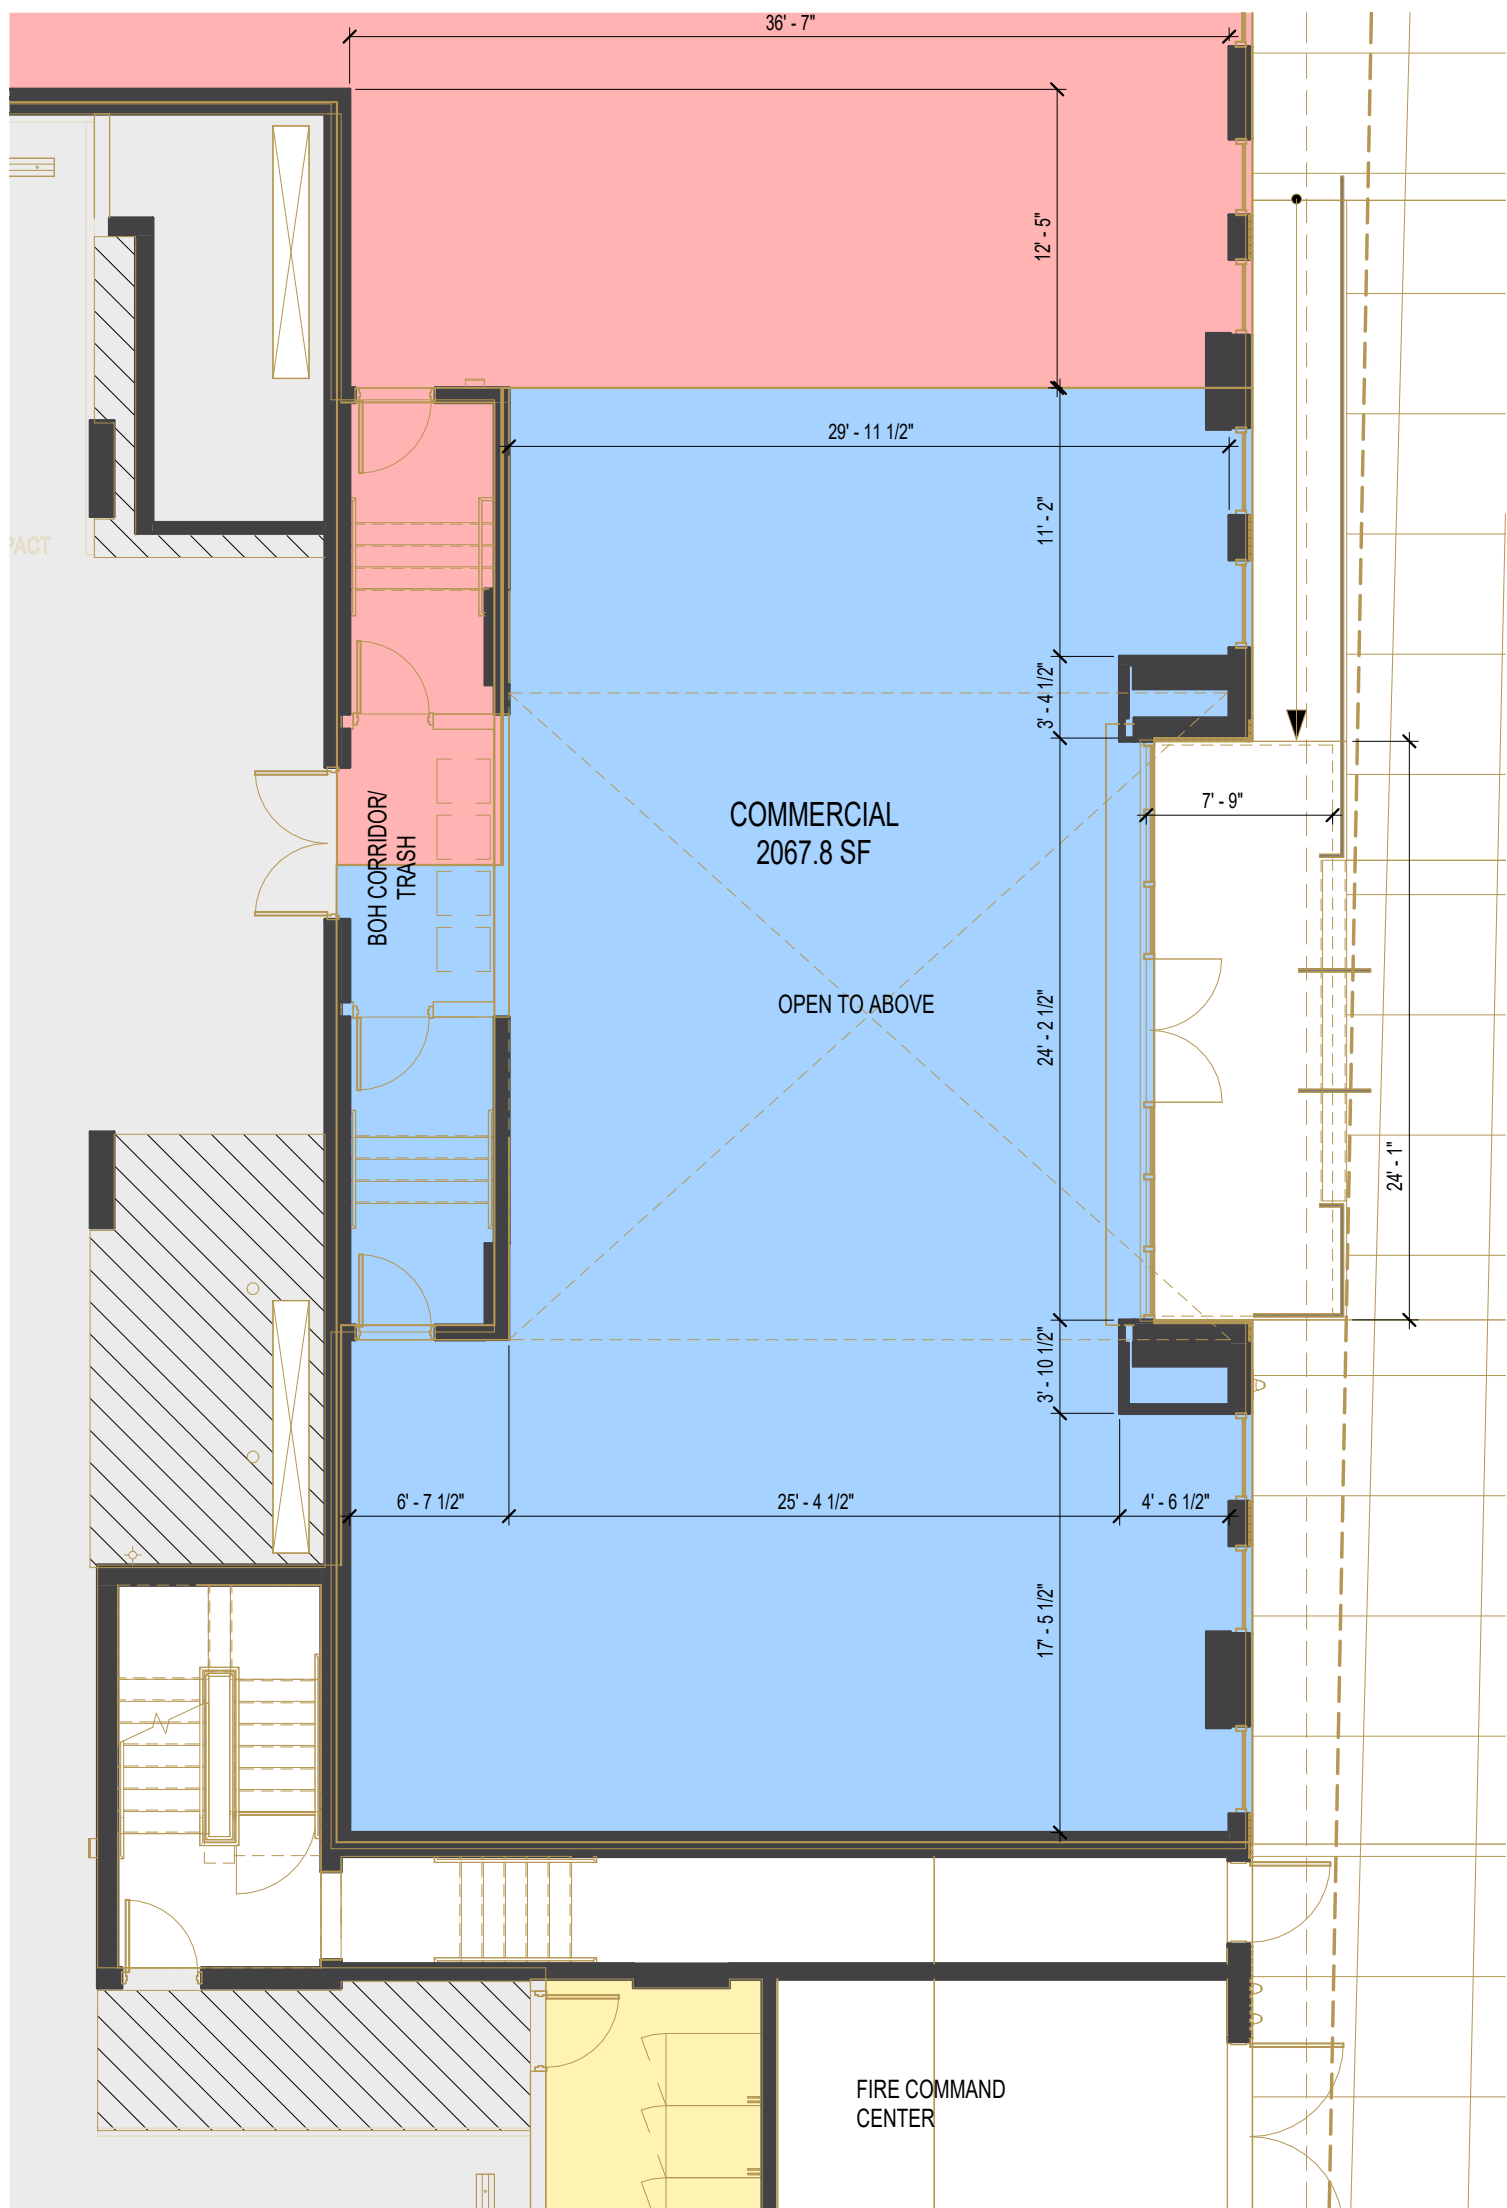 36' - 7"
12' - 5"
29' - 11 1/2"
11' - 2"
PACT
3' - 4 1/2"
7' - 9"
COMMERCIAL
2067.8 SF
BOH CORRIDOR/
TRASH
OPEN TO ABOVE
24' - 2 1/2"
24' - 1"
3' - 10 1/2"
6' - 7 1/2"
25' - 4 1/2"
4' - 6 1/2"
17' - 5 1/2"
FIRE COMMAND
CENTER